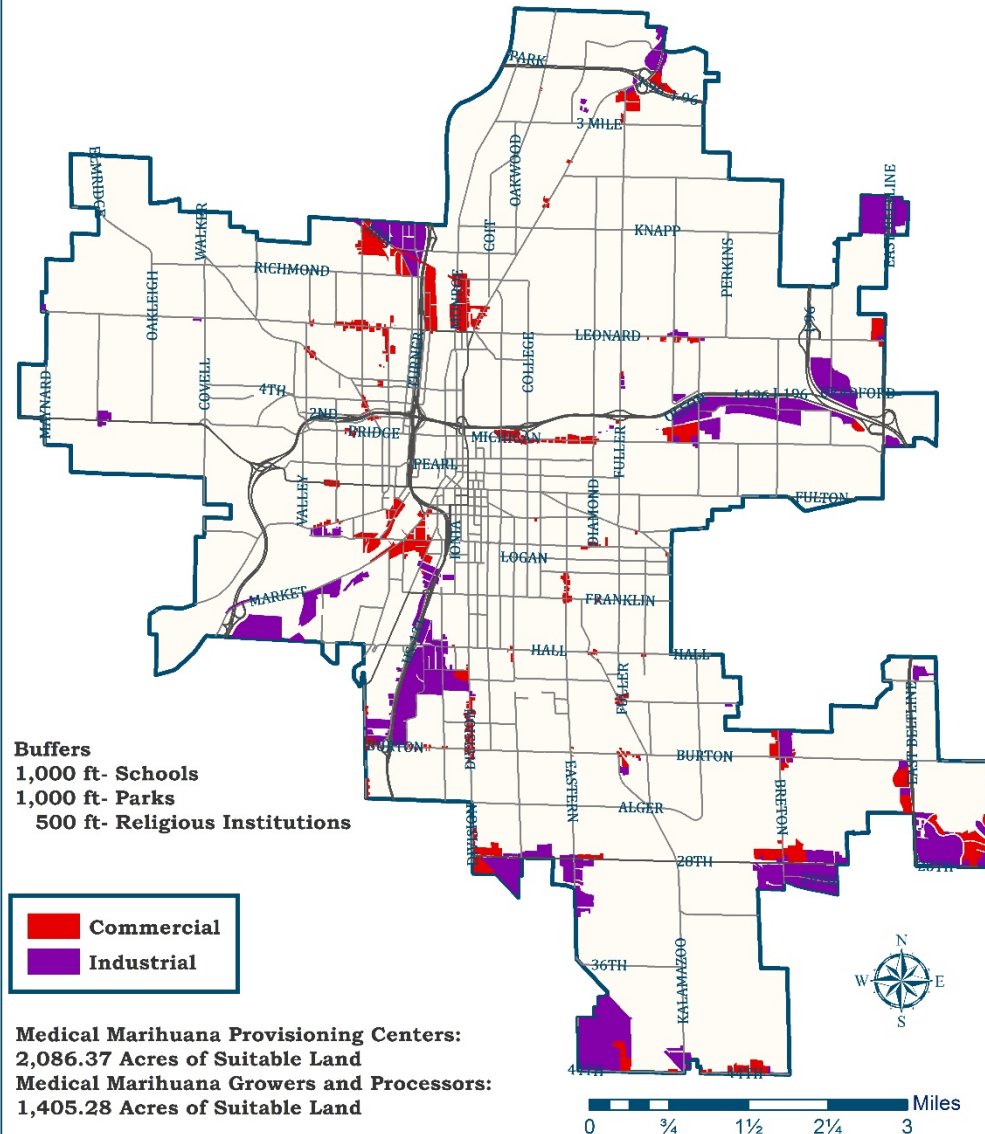 PARK
I-96
3 MILE
ELMRIDGE
OAKWOOD
WALKER
COIT
KNAPP
EAST BELTLINE
RICHMOND
PERKINS
OAKLEIGH
MONROE
I-96
LEONARD
TURNER
COLLEGE
COVELL
4TH
I-196 I-196
BRADFORD
MAYNARD
2ND
BRIDGE
MICHIGAN
FULLER
PEARL
VALLEY
FULTON
DIAMOND
IONIA
LOGAN
MARKET
FRANKLIN
HALL
HALL
FULLER
BURTON
DIVISION
BURTON
EAST BELTLINE
EASTERN
BRETON
ALGER
DIVISION
28TH
28TH
36TH
KALAMAZOO
44TH
44TH
Buffers
1,000 ft- Schools
1,000 ft- Parks
500 ft- Religious Institutions
Commercial
Industrial
N
W E
S
Medical Marihuana Provisioning Centers:
2,086.37 Acres of Suitable Land
Medical Marihuana Growers and Processors:
1,405.28 Acres of Suitable Land
Miles
0 ¾ 1½ 2¼ 3